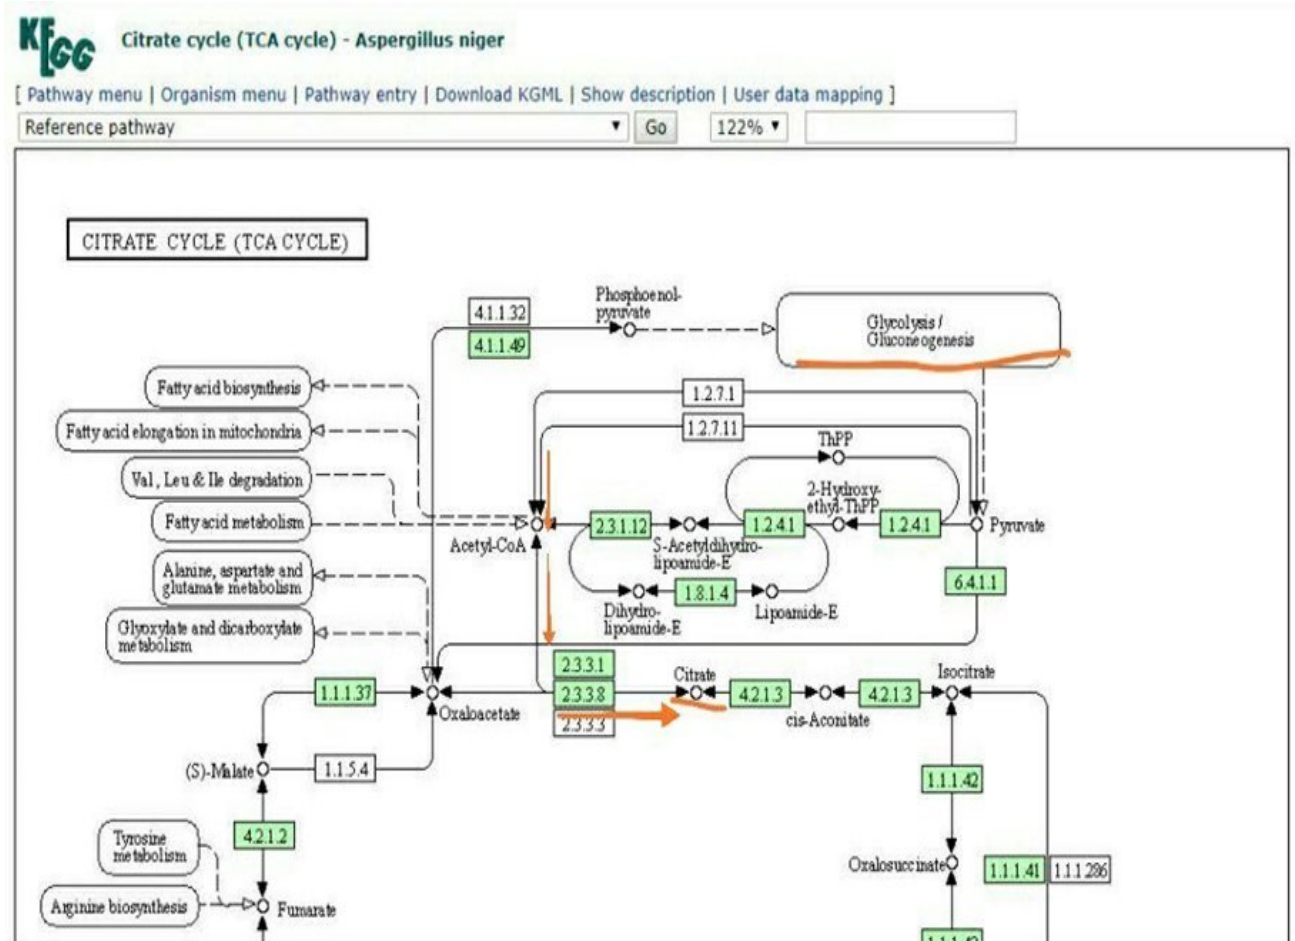 KEGG
Citrate cycle (TCA cycle) - Aspergillus niger
[ Pathway menu | Organism menu | Pathway entry | Download KGML | Show description | User data mapping ]
Reference pathway
Go
122%
CITRATE CYCLE (TCA CYCLE)
4.1.1.32
4.1.1.49
Phosphoenol-
pyruvate
Glycolysis /
Gluconeogenesis
Fatty acid biosynthesis
Fatty acid elongation in mitochondria
Val, Leu & Ile degradation
Fatty acid metabolism
1.2.7.1
1.2.7.11
ThPP
2-Hydroxy-
ethyl-ThPP
Acetyl-CoA
2.3.1.12
S-Acetyldihydro-
lipoamide-E
1.2.4.1
1.2.4.1
Pyruvate
Alanine, aspartate and
glutamate metabolism
Glyoxylate and dicarboxylate
metabolism
Dihydro-
lipoamide-E
1.8.1.4
Lipoamide-E
6.4.1.1
1.1.1.37
Oxaloacetate
2.3.3.1
2.3.3.8
2.3.3.3
Citrate
4.2.1.3
cis-Aconitate
4.2.1.3
Isocitrate
(S)-Malate
1.1.5.4
1.1.1.42
4.2.1.2
Tyrosine
metabolism
Arginine biosynthesis
Fumarate
Oxalosuccinate
1.1.1.41
1.1.1.286
1.1.1.42